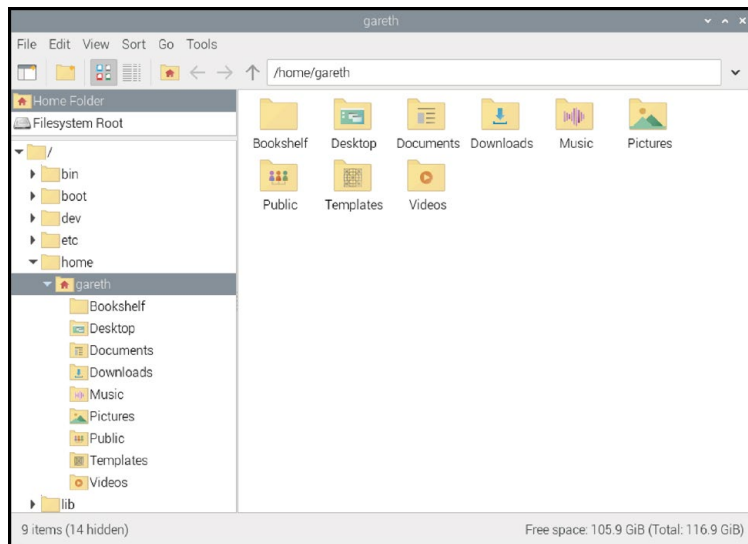 gareth
File Edit View Sort Go Tools
/home/gareth
Home Folder
Filesystem Root
/
bin
boot
dev
etc
home
gareth
Bookshelf
Desktop
Documents
Downloads
Music
Pictures
Public
Templates
Videos
lib
Bookshelf Desktop Documents Downloads Music Pictures
Public Templates Videos
9 items (14 hidden) Free space: 105.9 GiB (Total: 116.9 GiB)